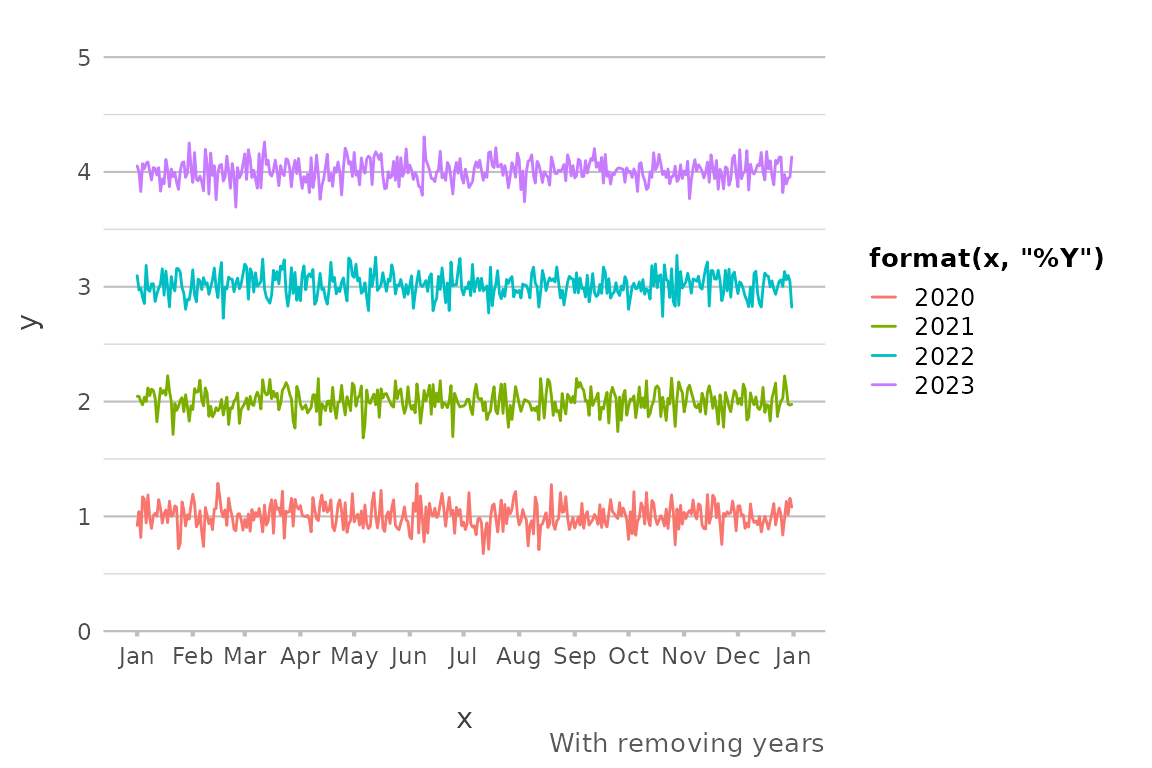 5
4
3
2
1
0
y
Jan Feb Mar Apr May Jun Jul Aug Sep Oct Nov Dec Jan
x
With removing years
format(x, "%Y")
2020
2021
2022
2023